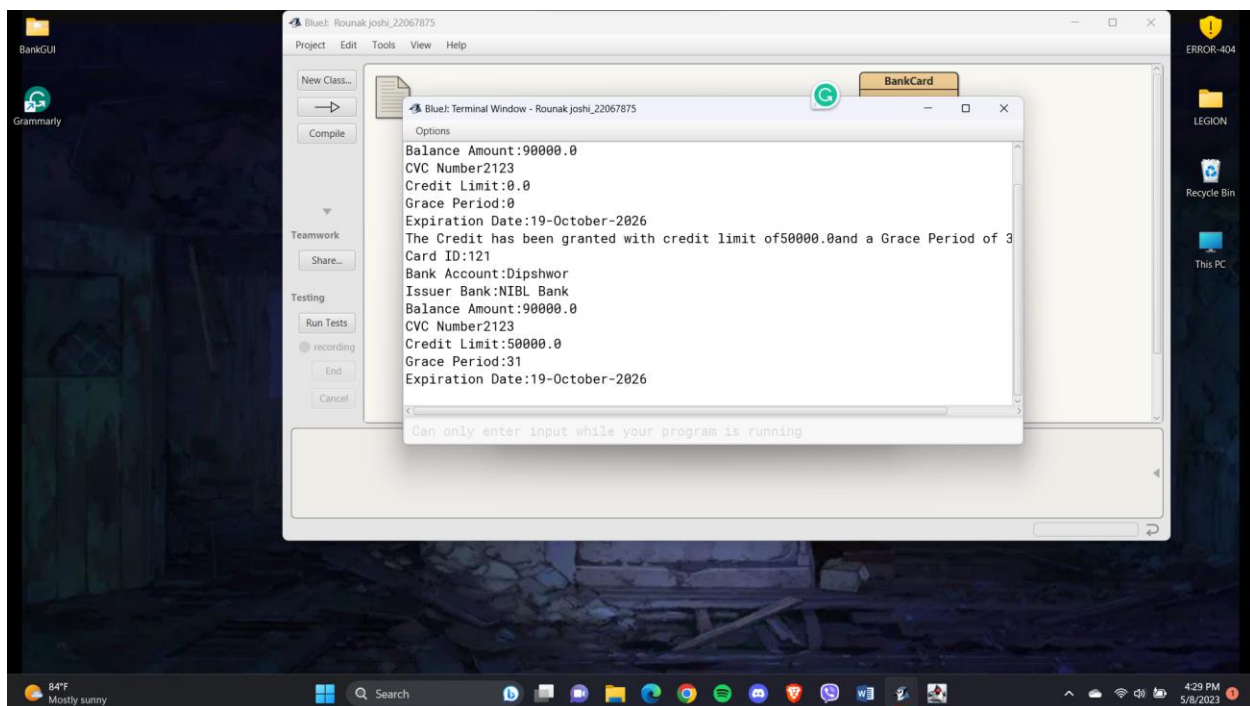 BankGUI
Grammarly
BlueJ: Rounak joshi_22067875
Project Edit Tools View Help
New Class...
Compile
Teamwork
Share...
Testing
Run Tests
recording
End
Cancel
BankCard
BlueJ: Terminal Window - Rounak joshi_22067875
Options
Balance Amount:90000.0
CVC Number2123
Credit Limit:0.0
Grace Period:0
Expiration Date:19-October-2026
The Credit has been granted with credit limit of50000.0and a Grace Period of 3
Card ID:121
Bank Account:Dipshwor
Issuer Bank:NIBL Bank
Balance Amount:90000.0
CVC Number2123
Credit Limit:50000.0
Grace Period:31
Expiration Date:19-October-2026
Can only enter input while your program is running
ERROR-404
LEGION
Recycle Bin
This PC
84°F
Mostly sunny
Search
4:29 PM
5/8/2023
1